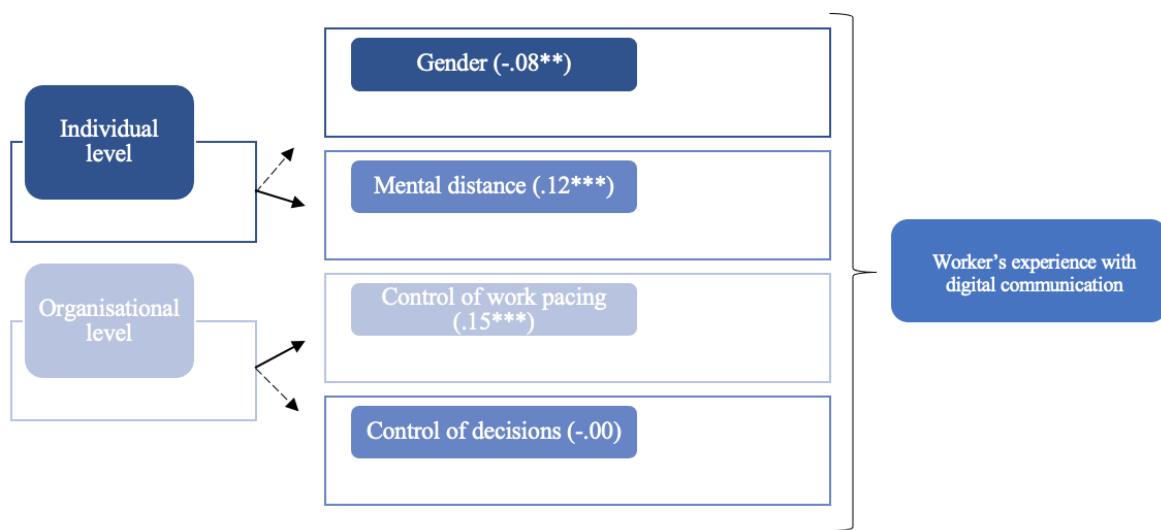 Individual
level
Gender (-.08**)
Mental distance (.12***)
Organisational
level
Control of work pacing
(.15***)
Control of decisions (-.00)
Worker’s experience with
digital communication